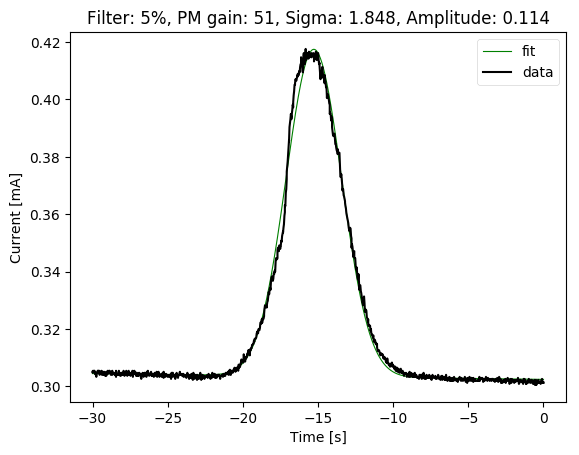 Filter: 5%, PM gain: 51, Sigma: 1.848, Amplitude: 0.114
fit
data
0.42
0.40
0.38
0.36
0.34
0.32
0.30
Current [mA]
−30
−25
−20
−15
−10
−5
0
Time [s]